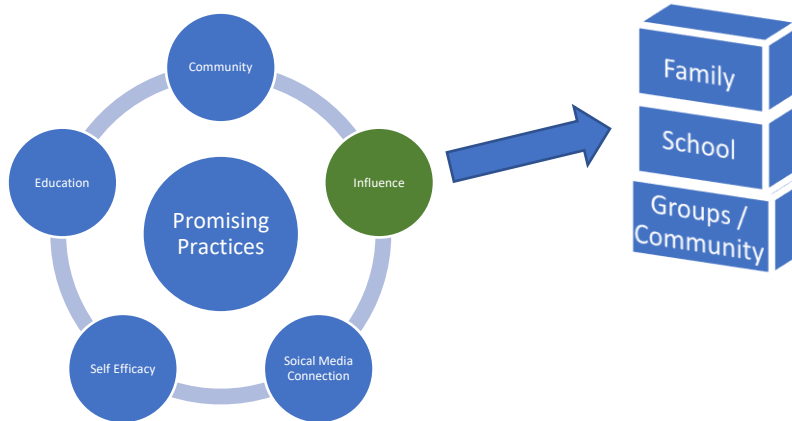 Community
Education
Influence
Promising
Practices
Self Efficacy
Soical Media
Connection
Family
School
Groups /
Community